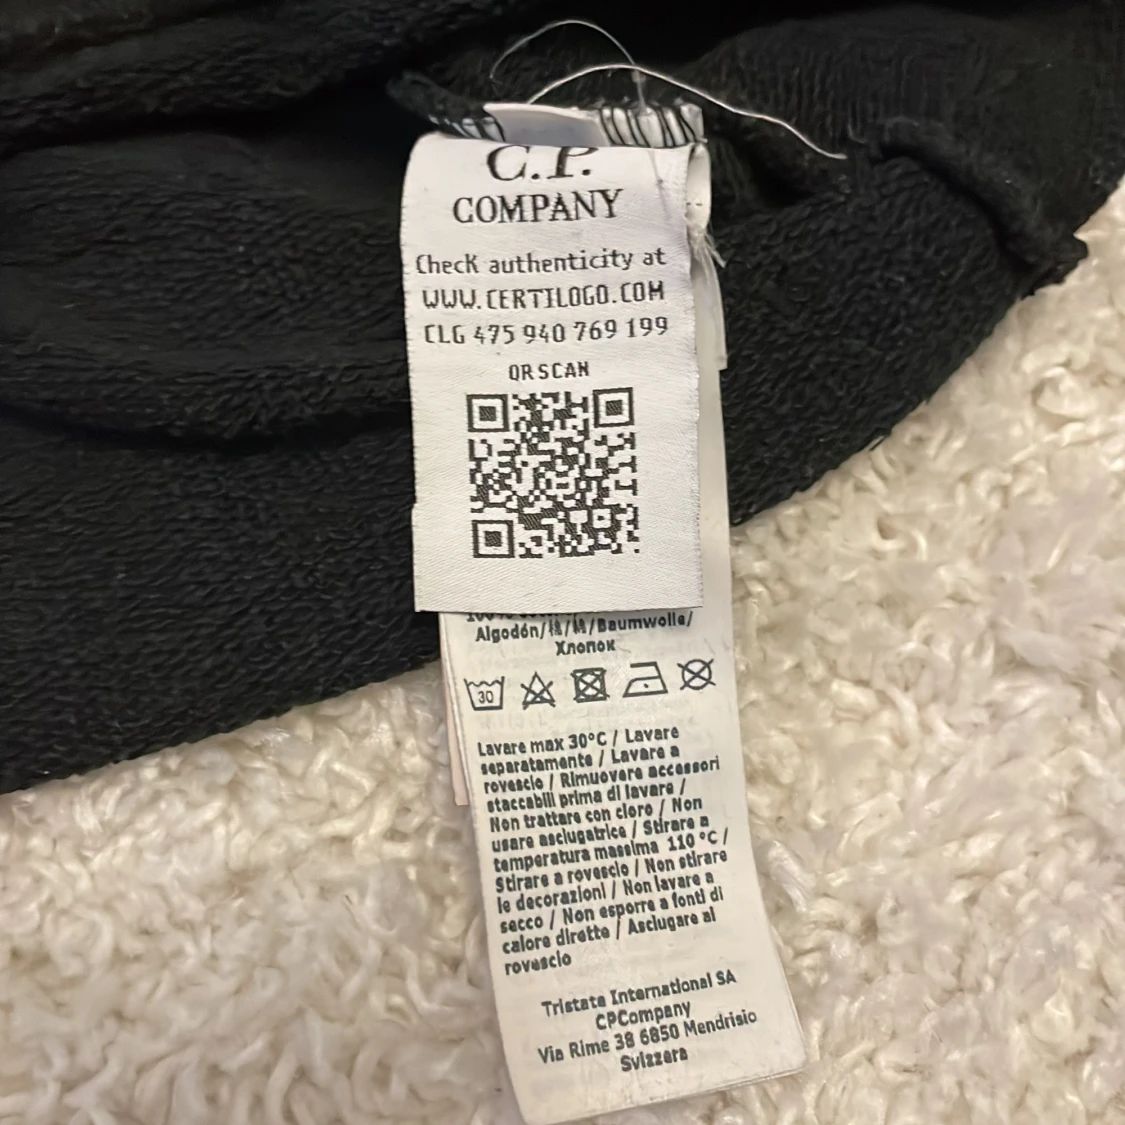 C.P.
COMPANY
Check authenticity at
WWW.CERTILOGO.COM
CLG 475 940 769 199
QR SCAN
Algodón/棉/綿/Baumwolle/
Хлопок
30
Lavare max 30°C / Lavare
separatamente / Lavare a
rovescio / Rimuovere accessori
staccabili prima di lavare /
Non trattare con cloro / Non
usare asciugatrice / Stirare a
temperatura massima 110 °C /
Stirare a rovescio / Non stirare
le decorazioni / Non lavare a
secco / Non esporre a fonti di
calore dirette / Asciugare al
rovescio
Tristate International SA
CPCompany
Via Rime 38 6850 Mendrisio
Svizzera